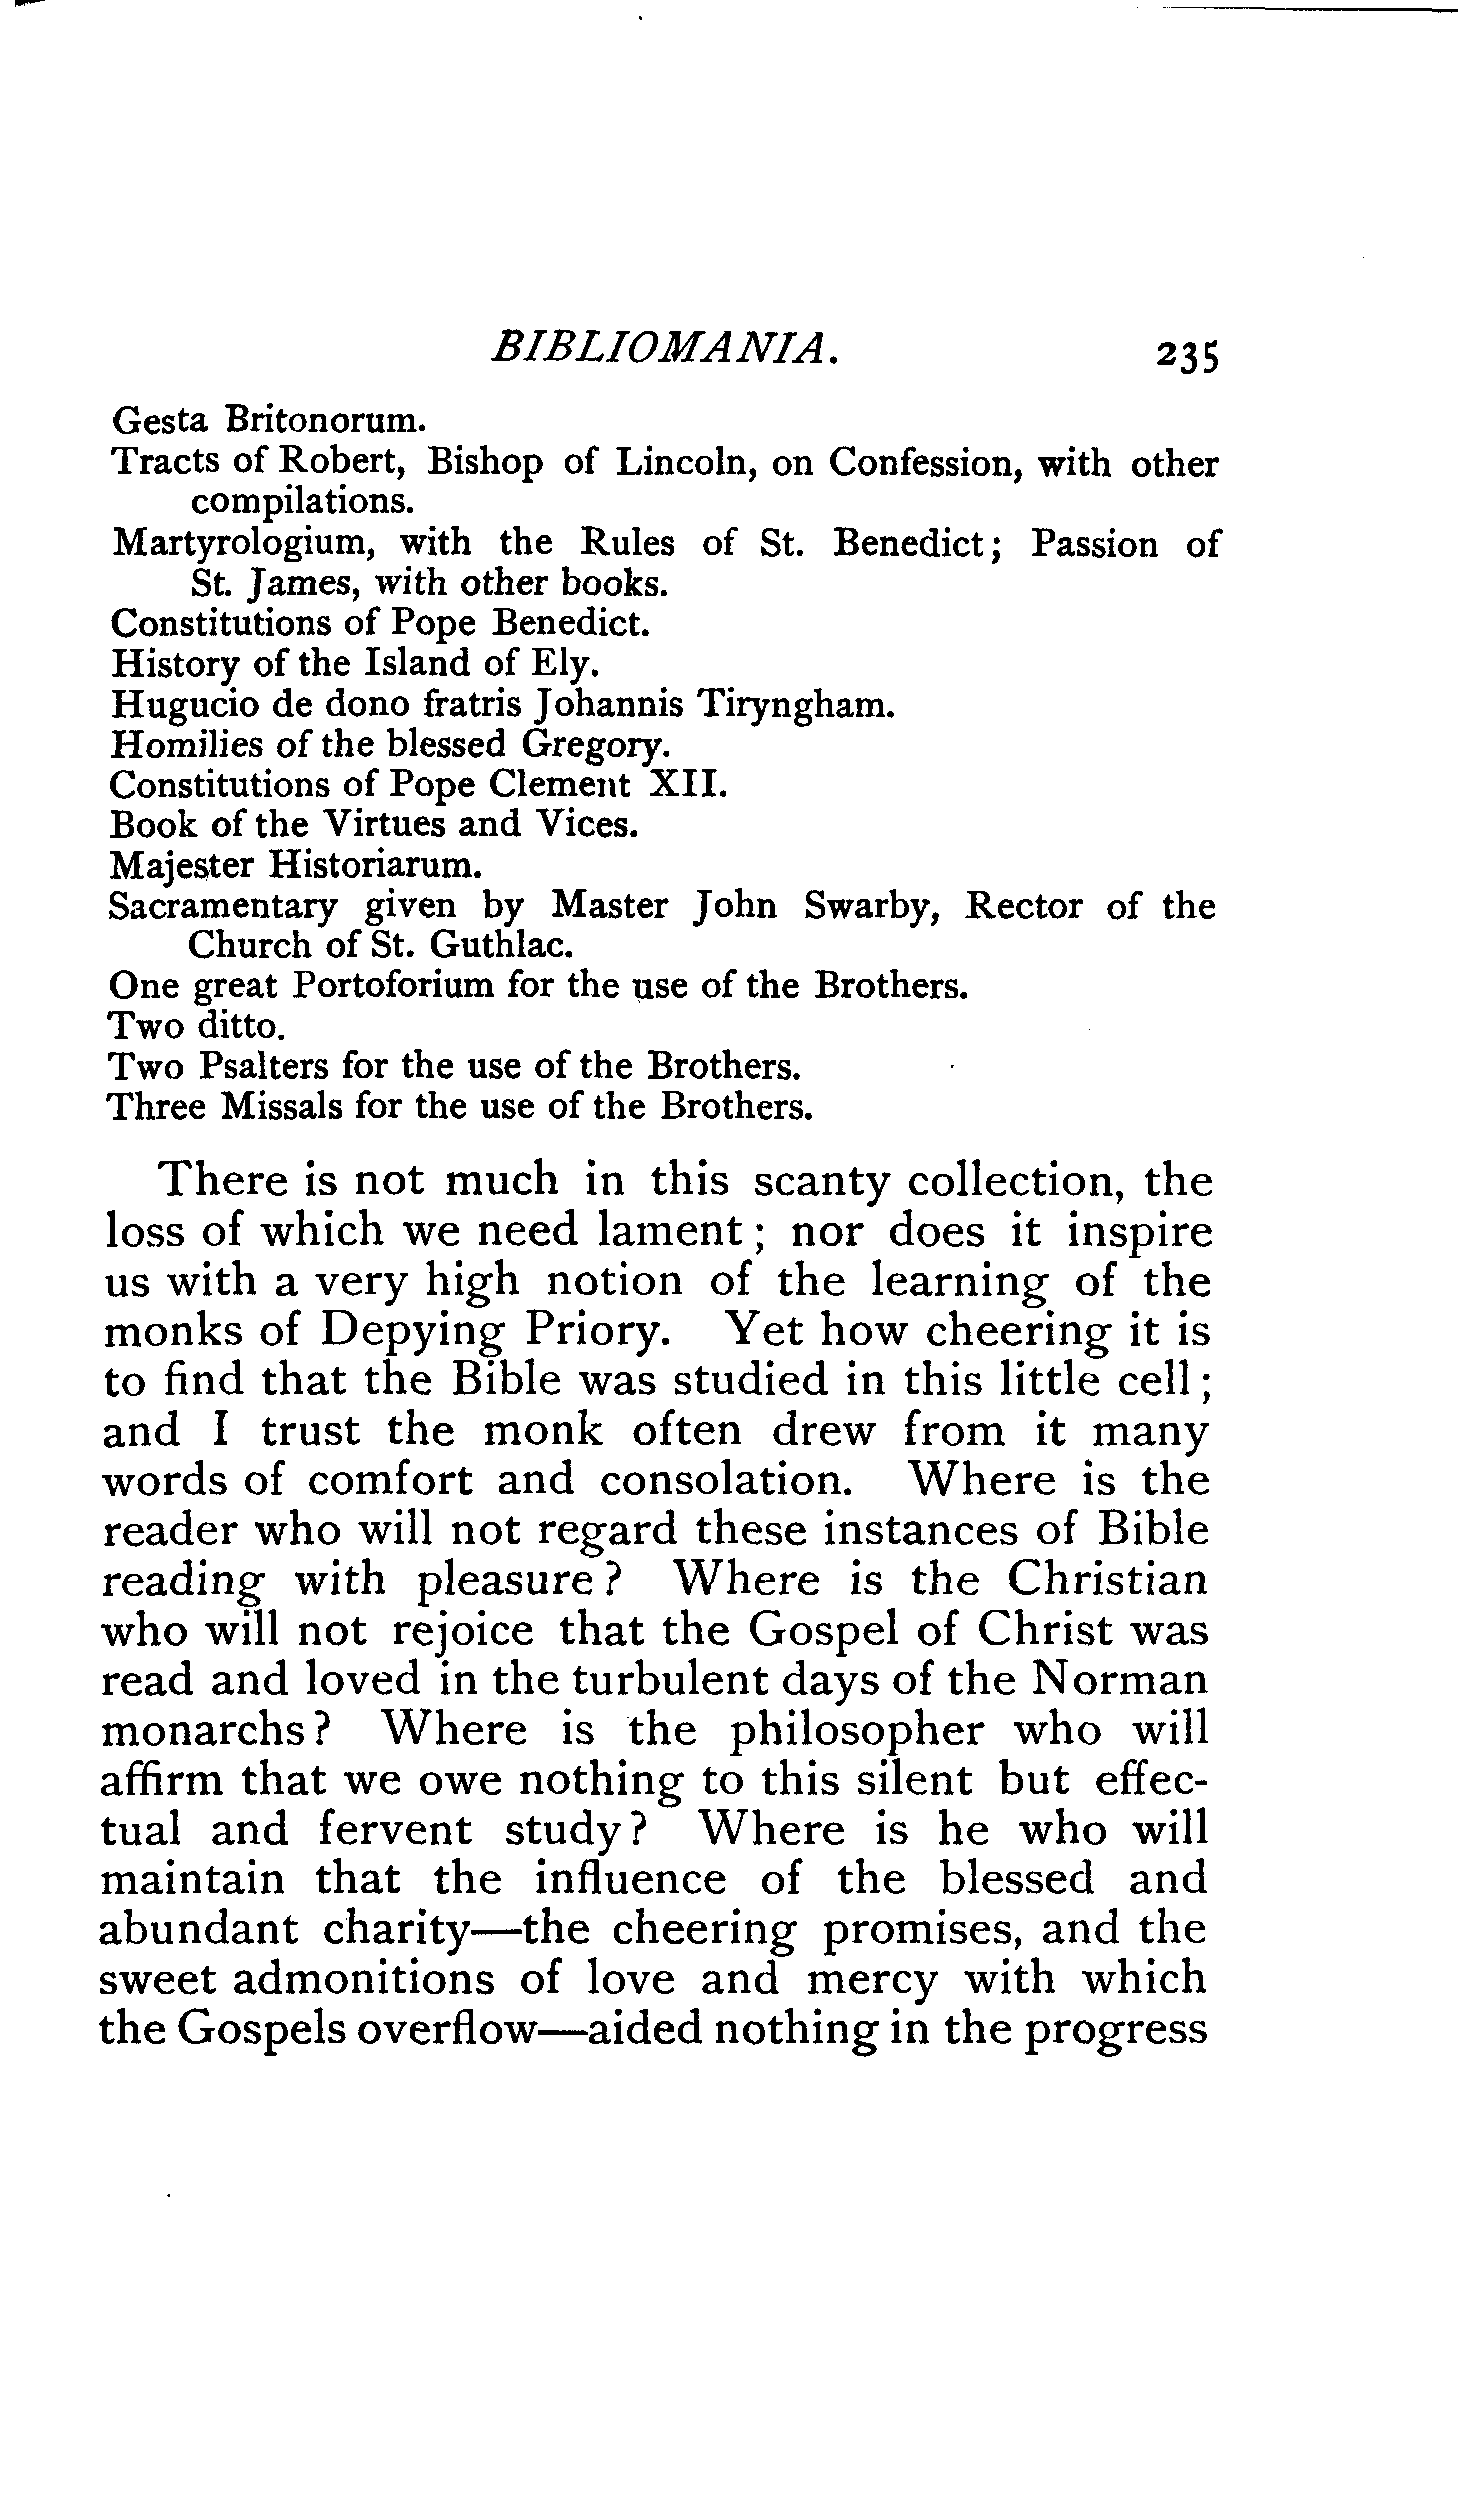 BIBLIOMANIA. 235
Gesta Britonorum.
Tracts of Robert, Bishop of Lincoln, on Confession, with other
compilations.
Martyrologium, with the Rules of St. Benedict; Passion of
St. James, with other books.
Constitutions of Pope Benedict.
History of the Island of Ely.
Hugucio de dono fratris Johannis Tiryngham.
Homilies of the blessed Gregory.
Constitutions of Pope Clement XII.
Book of the Virtues and Vices.
Majester Historiarum.
Sacramentary given by Master John Swarby, Rector of the
Church of St. Guthlac.
One great Portoforium for the use of the Brothers.
Two ditto.
Two Psalters for the use of the Brothers.
Three Missals for the use of the Brothers.
There is not much in this scanty collection, the
loss of which we need lament; nor does it inspire
us with a very high notion of the learning of the
monks of Depying Priory. Yet how cheering it is
to find that the Bible was studied in this little cell;
and I trust the monk often drew from it many
words of comfort and consolation. Where is the
reader who will not regard these instances of Bible
reading with pleasure? Where is the Christian
who will not rejoice that the Gospel of Christ was
read and loved in the turbulent days of the Norman
monarchs? Where is the philosopher who will
affirm that we owe nothing to this silent but effec-
tual and fervent study? Where is he who will
maintain that the influence of the blessed and
abundant charity—the cheering promises, and the
sweet admonitions of love and mercy with which
the Gospels overflow—aided nothing in the progress